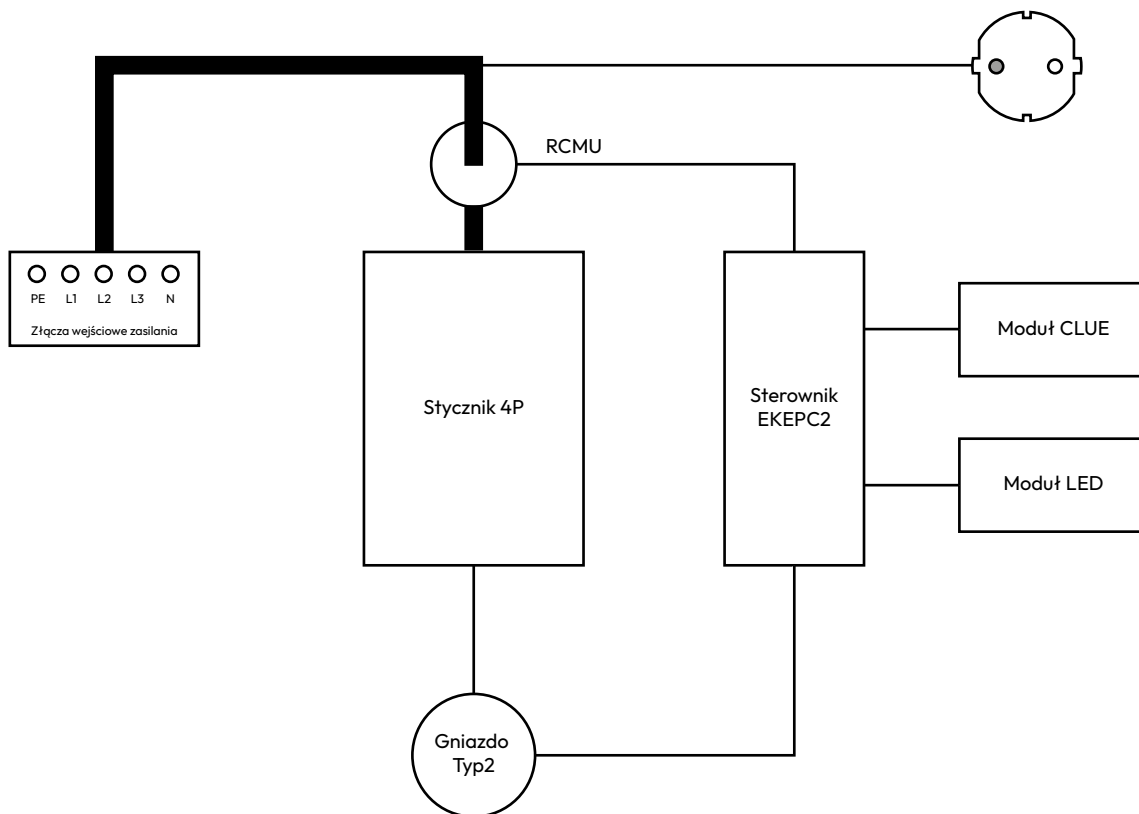 RCMU
PE L1 L2 L3 N
Złącza wejściowe zasilania
Stycznik 4P
Sterownik
EKEPC2
Moduł CLUE
Moduł LED
Gniazdo
Typ2